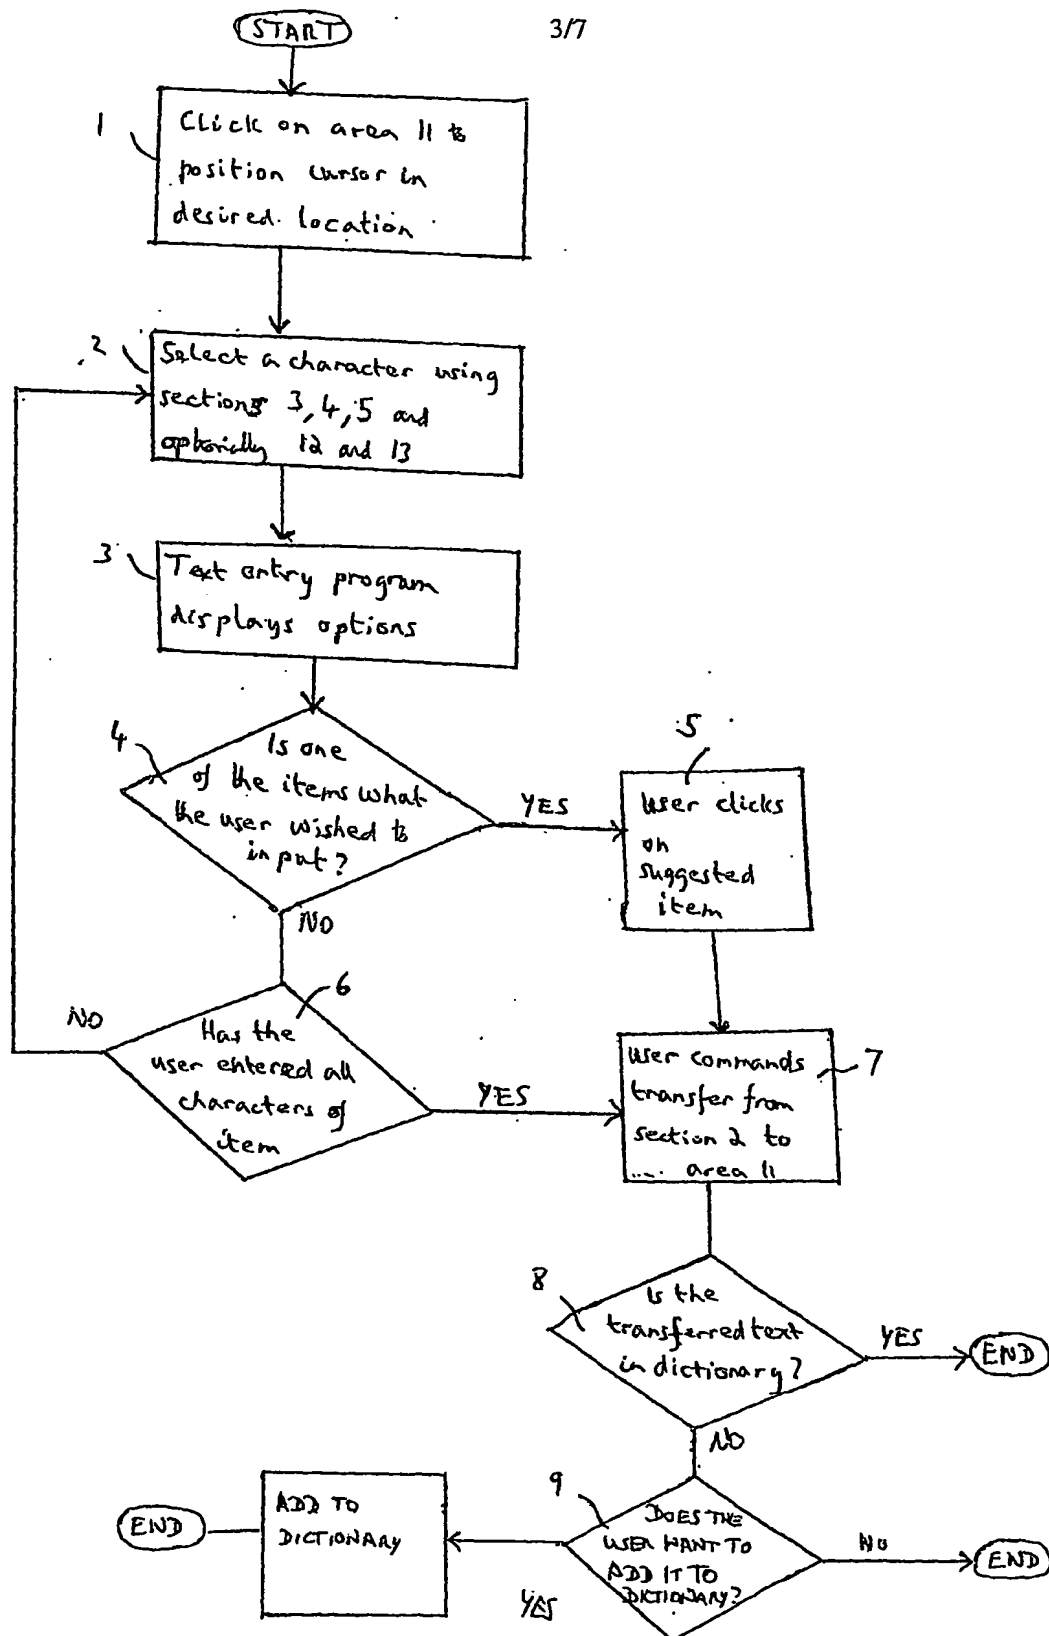 START
3/7
1
Click on area 11 to
position cursor in
desired location
2
Select a character using
sections 3, 4, 5 and
optionally 12 and 13
3
Text entry program
displays options
4
Is one
of the items what
the user wished to
input?
YES
NO
5
User clicks
on
suggested
item
6
Has the
user entered all
characters of
item
NO
YES
7
User commands
transfer from
section 2 to
.... area 11
8
Is the
transferred text
in dictionary?
YES
END
NO
9
DOES THE
USER WANT TO
ADD IT TO
DICTIONARY?
NO
END
YES
ADD TO
DICTIONARY
END